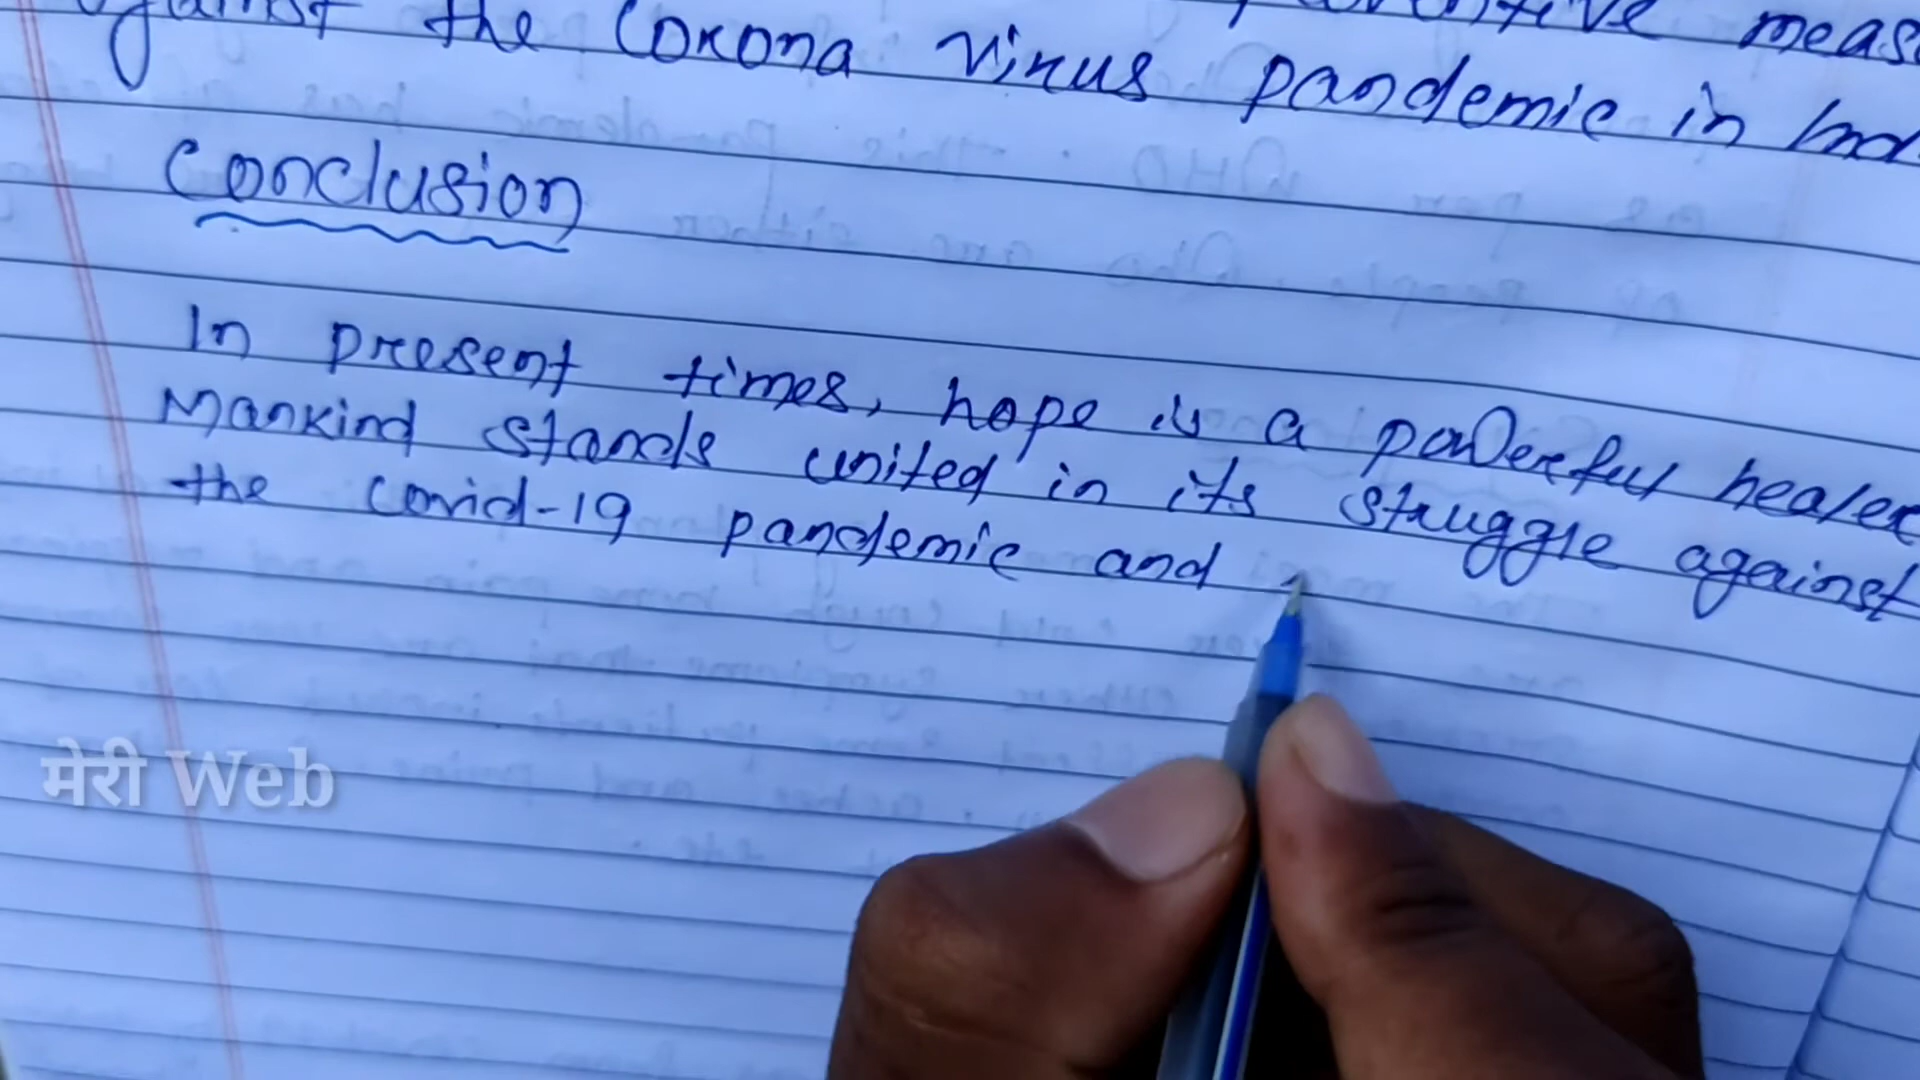 against the Corona Virus pandemic in
Conclusion
In present times, hope is a powerful healer
Mankind stands united in its struggle against
the Covid-19 pandemic and
मेरी Web